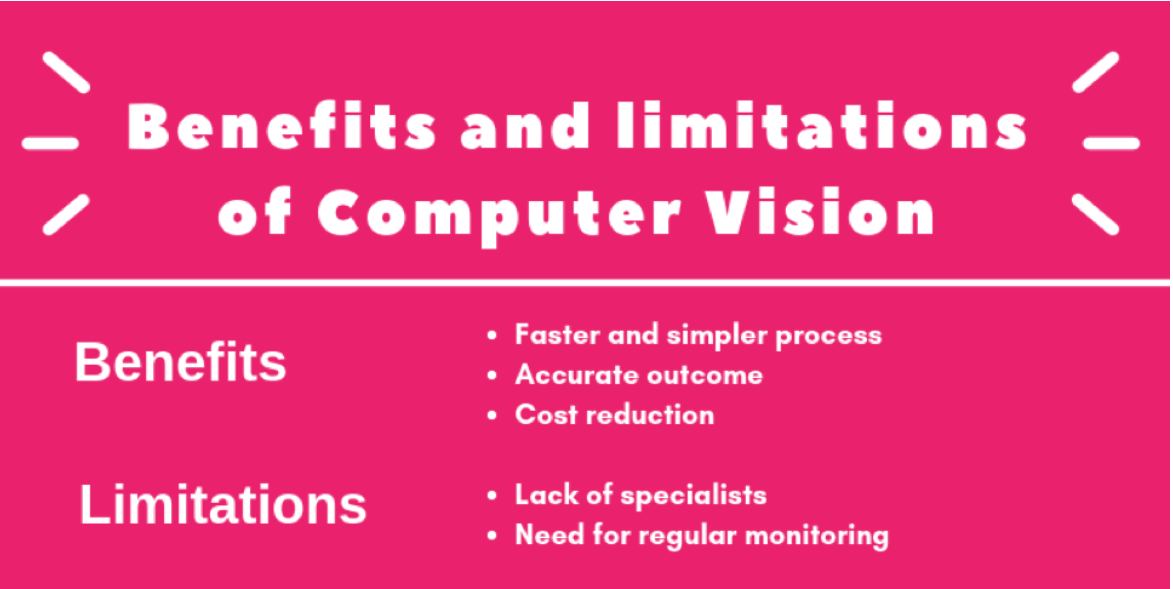 Benefits and limitations
of Computer Vision
Benefits
• Faster and simpler process
• Accurate outcome
• Cost reduction
Limitations
• Lack of specialists
• Need for regular monitoring